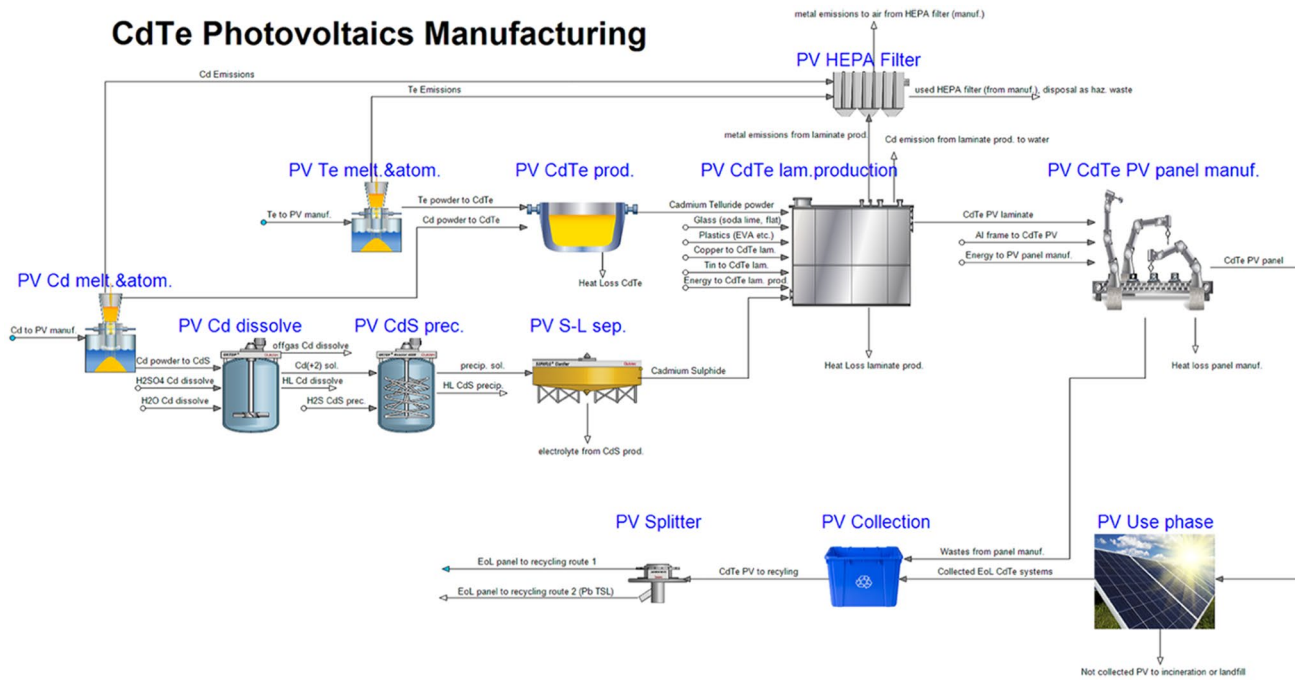 metal emissions to air from HEPA filter (manuf.)
CdTe Photovoltaics Manufacturing
PV HEPA Filter
Cd Emissions
Te Emissions
used HEPA filter (from manuf.), disposal as haz. waste
metal emissions from laminate prod.
Cd emission from laminate prod. to water
PV Te melt.&atom.
PV CdTe prod.
PV CdTe lam.production
PV CdTe PV panel manuf.
Te powder to CdTe
Cadmium Telluride powder
Te to PV manuf.
Cd powder to CdTe
Glass (soda lime, flat)
CdTe PV laminate
Plastics (EVA etc.)
Al frame to CdTe PV
Copper to CdTe lam.
Energy to PV panel manuf.
CdTe PV panel
Tin to CdTe lam.
Heat Loss CdTe
Energy to CdTe lam. prod.
PV Cd melt.&atom.
PV Cd dissolve
PV CdS prec.
PV S-L sep.
Cd to PV manuf.
offgas Cd dissolve
Cd powder to CdS
Cd(+2) sol.
precip. sol.
Cadmium Sulphide
Heat Loss laminate prod.
Heat loss panel manuf.
H2SO4 Cd dissolve
HL Cd dissolve
HL CdS precip.
H2O Cd dissolve
H2S CdS prec.
electrolyte from CdS prod.
PV Splitter
PV Collection
PV Use phase
Wastes from panel manuf.
EoL panel to recycling route 1
CdTe PV to recyling
Collected EoL CdTe systems
EoL panel to recycling route 2 (Pb TSL)
Not collected PV to incineration or landfill